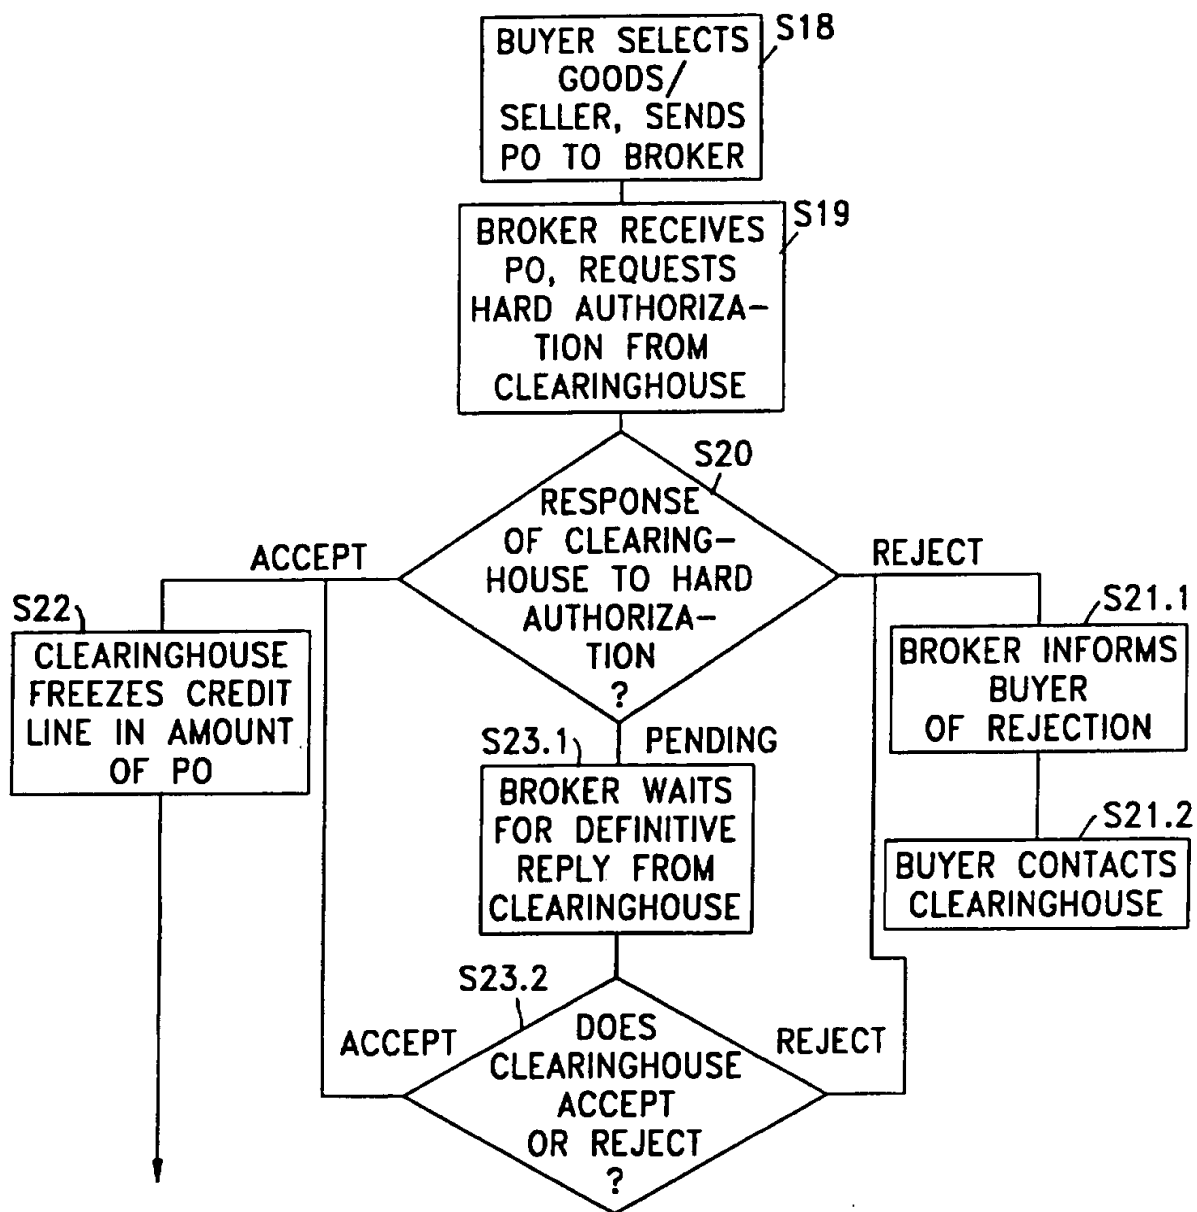 BUYER SELECTS
GOODS/
SELLER, SENDS
PO TO BROKER
S18
BROKER RECEIVES
PO, REQUESTS
HARD AUTHORIZA-
TION FROM
CLEARINGHOUSE
S19
S20
RESPONSE
OF CLEARING-
HOUSE TO HARD
AUTHORIZA-
TION
?
ACCEPT
REJECT
S22
CLEARINGHOUSE
FREEZES CREDIT
LINE IN AMOUNT
OF PO
S21.1
BROKER INFORMS
BUYER
OF REJECTION
S23.1
PENDING
BROKER WAITS
FOR DEFINITIVE
REPLY FROM
CLEARINGHOUSE
S21.2
BUYER CONTACTS
CLEARINGHOUSE
S23.2
ACCEPT
DOES
CLEARINGHOUSE
ACCEPT
OR REJECT
?
REJECT